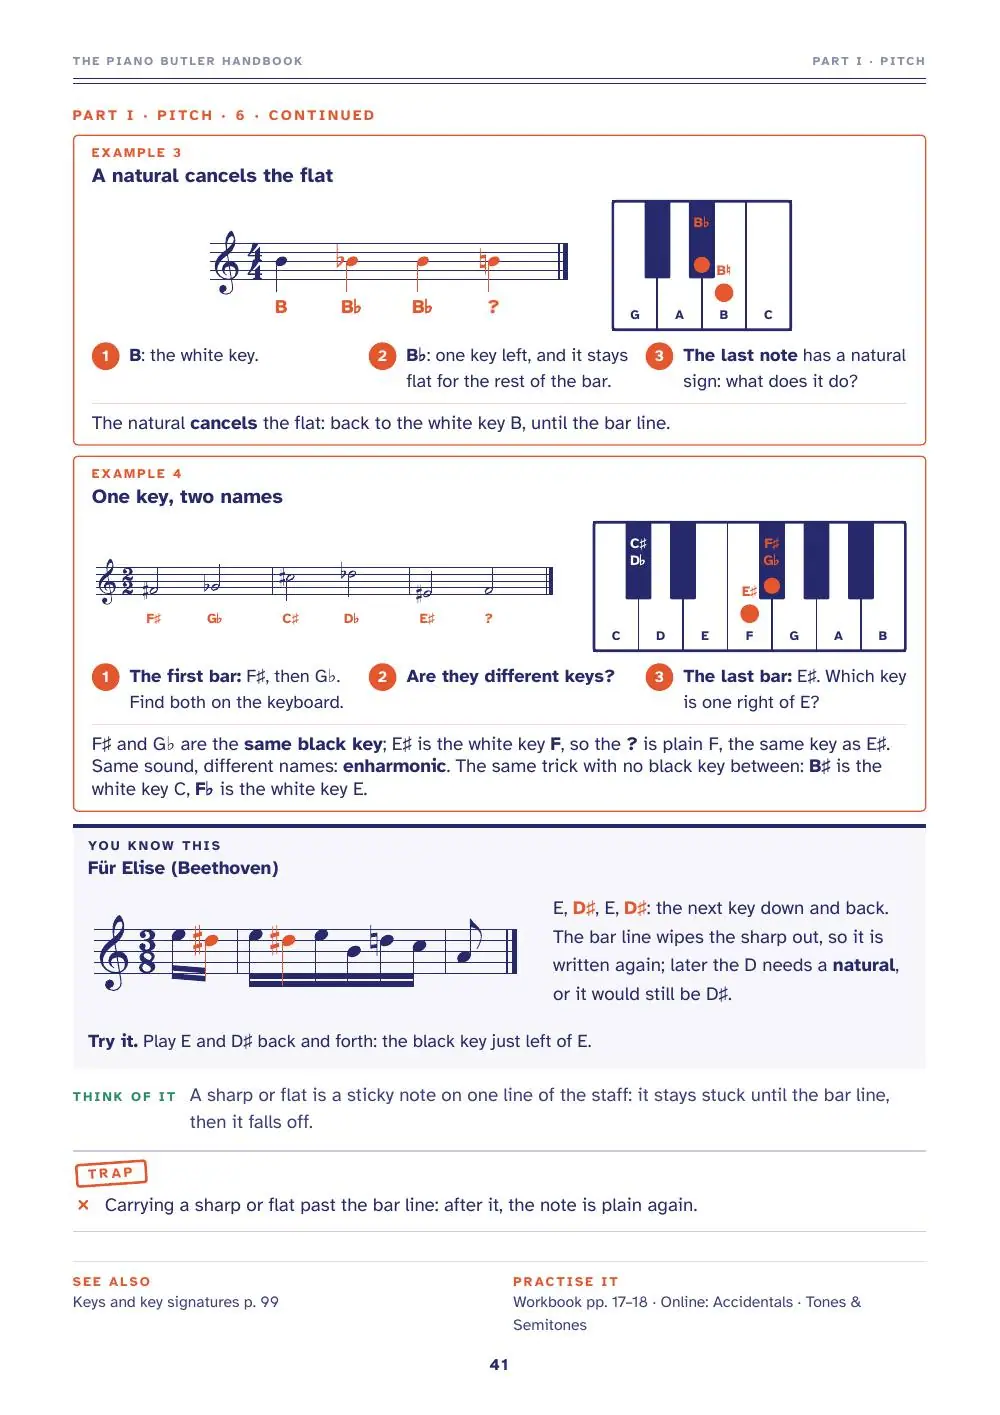 THE PIANO BUTLER HANDBOOK
PART I · PITCH
PART I · PITCH · 6 · CONTINUED
EXAMPLE 3
A natural cancels the flat
4
4
B B♭ B♭ ?
B♭
B♮
G A B C
1 B: the white key.
2 B♭: one key left, and it stays
flat for the rest of the bar.
3 The last note has a natural
sign: what does it do?
The natural cancels the flat: back to the white key B, until the bar line.
EXAMPLE 4
One key, two names
2
2
F♯ G♭ C♯ D♭ E♯ ?
C♯
D♭
F♯
G♭
E♯
C D E F G A B
1 The first bar: F♯, then G♭.
Find both on the keyboard.
2 Are they different keys?
3 The last bar: E♯. Which key
is one right of E?
F♯ and G♭ are the same black key; E♯ is the white key F, so the ? is plain F, the same key as E♯.
Same sound, different names: enharmonic. The same trick with no black key between: B♯ is the
white key C, F♭ is the white key E.
YOU KNOW THIS
Für Elise (Beethoven)
3
8
E, D♯, E, D♯: the next key down and back.
The bar line wipes the sharp out, so it is
written again; later the D needs a natural,
or it would still be D♯.
Try it. Play E and D♯ back and forth: the black key just left of E.
THINK OF IT A sharp or flat is a sticky note on one line of the staff: it stays stuck until the bar line,
then it falls off.
TRAP
× Carrying a sharp or flat past the bar line: after it, the note is plain again.
SEE ALSO
Keys and key signatures p. 99
PRACTISE IT
Workbook pp. 17–18 · Online: Accidentals · Tones &
Semitones
41